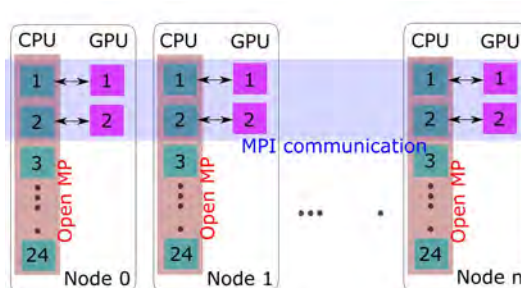 CPU GPU CPU GPU CPU GPU
1 1 1 1 1 1
2 2 2 2 2 2
MPI communication
3 3 3
Open MP Open MP Open MP
24 24 24
Node 0 Node 1 Node n